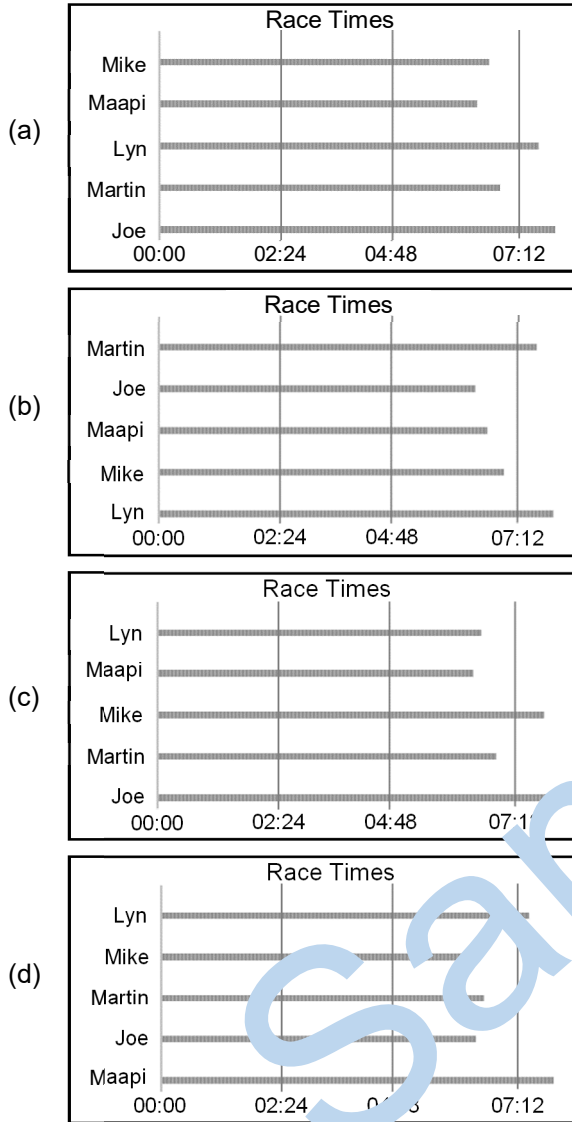 (a)
Race Times
Mike
Maapi
Lyn
Martin
Joe
00:00 02:24 04:48 07:12
(b)
Race Times
Martin
Joe
Maapi
Mike
Lyn
00:00 02:24 04:48 07:12
(c)
Race Times
Lyn
Maapi
Mike
Martin
Joe
00:00 02:24 04:48
(d)
Race Times
Lyn
Mike
Martin
Joe
Maapi
00:00 02:24 07:12